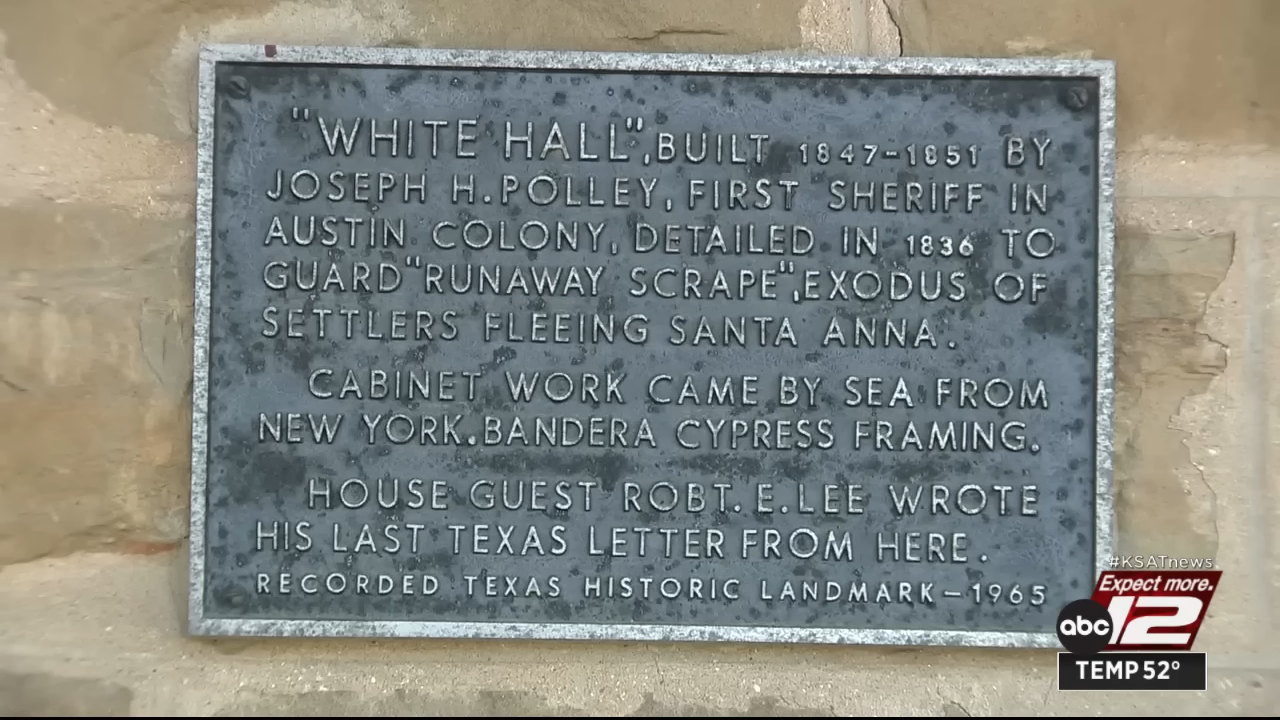 "WHITE HALL", BUILT 1847-1851 BY
JOSEPH H. POLLEY, FIRST SHERIFF IN
AUSTIN COLONY, DETAILED IN 1836 TO
GUARD "RUNAWAY SCRAPE", EXODUS OF
SETTLERS FLEEING SANTA ANNA.
CABINET WORK CAME BY SEA FROM
NEW YORK. BANDERA CYPRESS FRAMING.
HOUSE GUEST ROBT. E. LEE WROTE
HIS LAST TEXAS LETTER FROM HERE.
RECORDED TEXAS HISTORIC LANDMARK - 1965
#KSATnews
Expect more.
abc 12
TEMP 52°